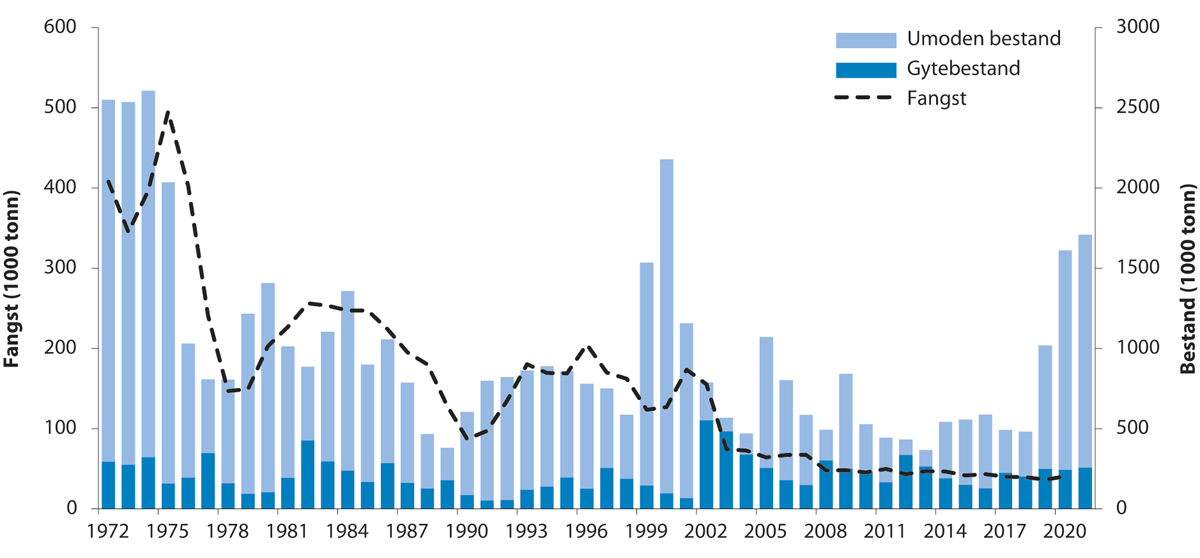 600
500
400
300
200
100
0
Fangst (1000 tonn)
3000
2500
2000
1500
1000
500
0
Bestand (1000 tonn)
Umoden bestand
Gytebestand
Fangst
1972 1975 1978 1981 1984 1987 1990 1993 1996 1999 2002 2005 2008 2011 2014 2017 2020